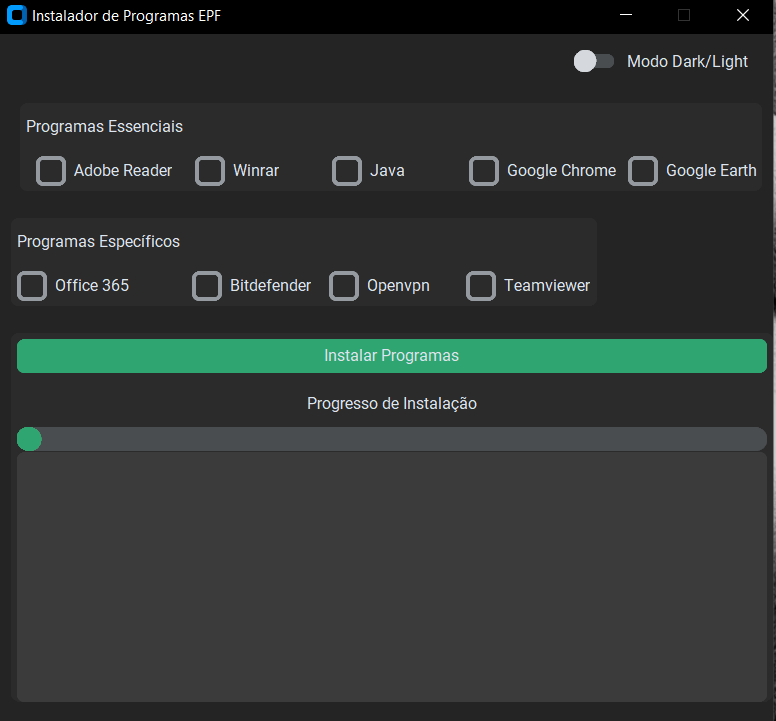 Instalador de Programas EPF
Modo Dark/Light
Programas Essenciais
Adobe Reader Winrar Java Google Chrome Google Earth
Programas Específicos
Office 365 Bitdefender Openvpn Teamviewer
Instalar Programas
Progresso de Instalação